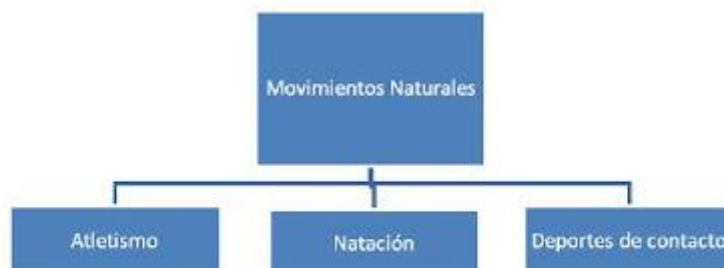 Movimientos Naturales
Atletismo
Natación
Deportes de contacto